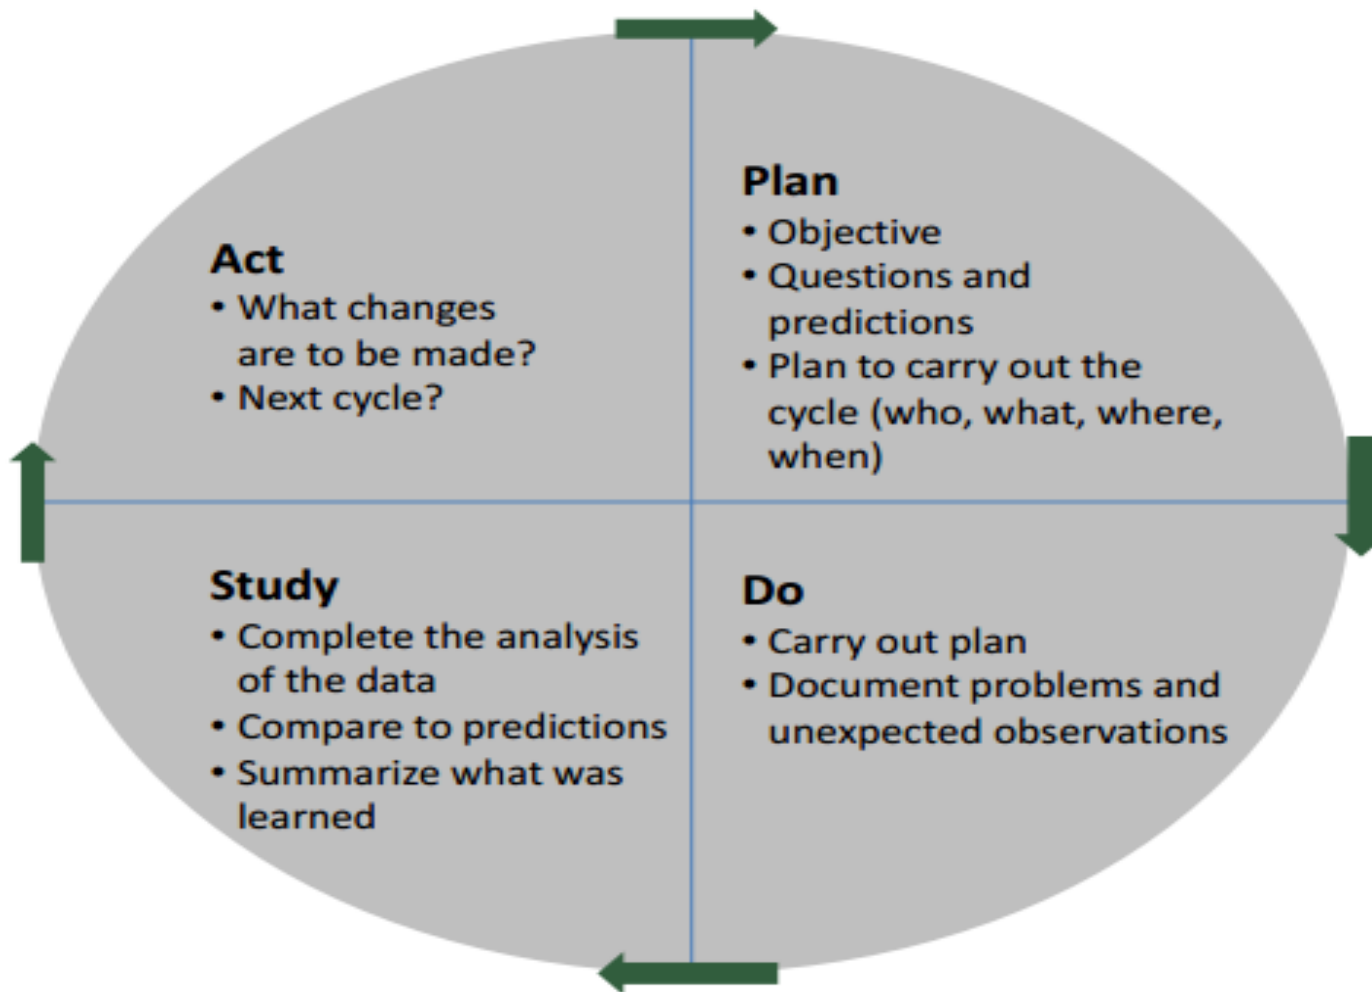 Plan
• Objective
• Questions and
predictions
• Plan to carry out the
cycle (who, what, where,
when)
Do
• Carry out plan
• Document problems and
unexpected observations
Study
• Complete the analysis
of the data
• Compare to predictions
• Summarize what was
learned
Act
• What changes
are to be made?
• Next cycle?